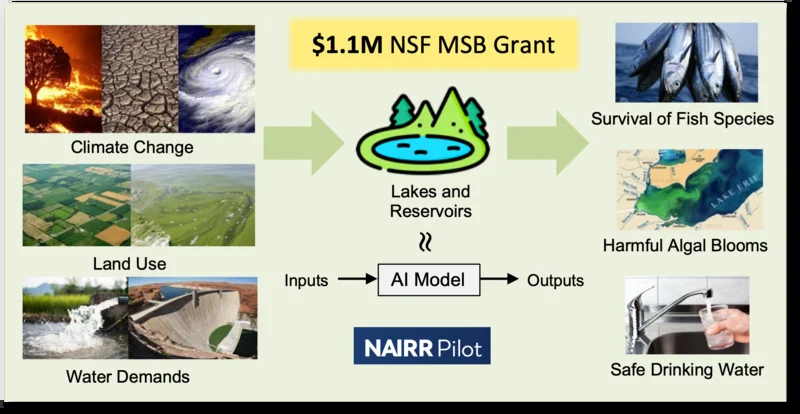 $1.1M NSF MSB Grant
Climate Change
Land Use
Water Demands
Lakes and
Reservoirs
≈
Inputs
AI Model
Outputs
NAIRR Pilot
Survival of Fish Species
LAKE ERIE
Harmful Algal Blooms
Safe Drinking Water